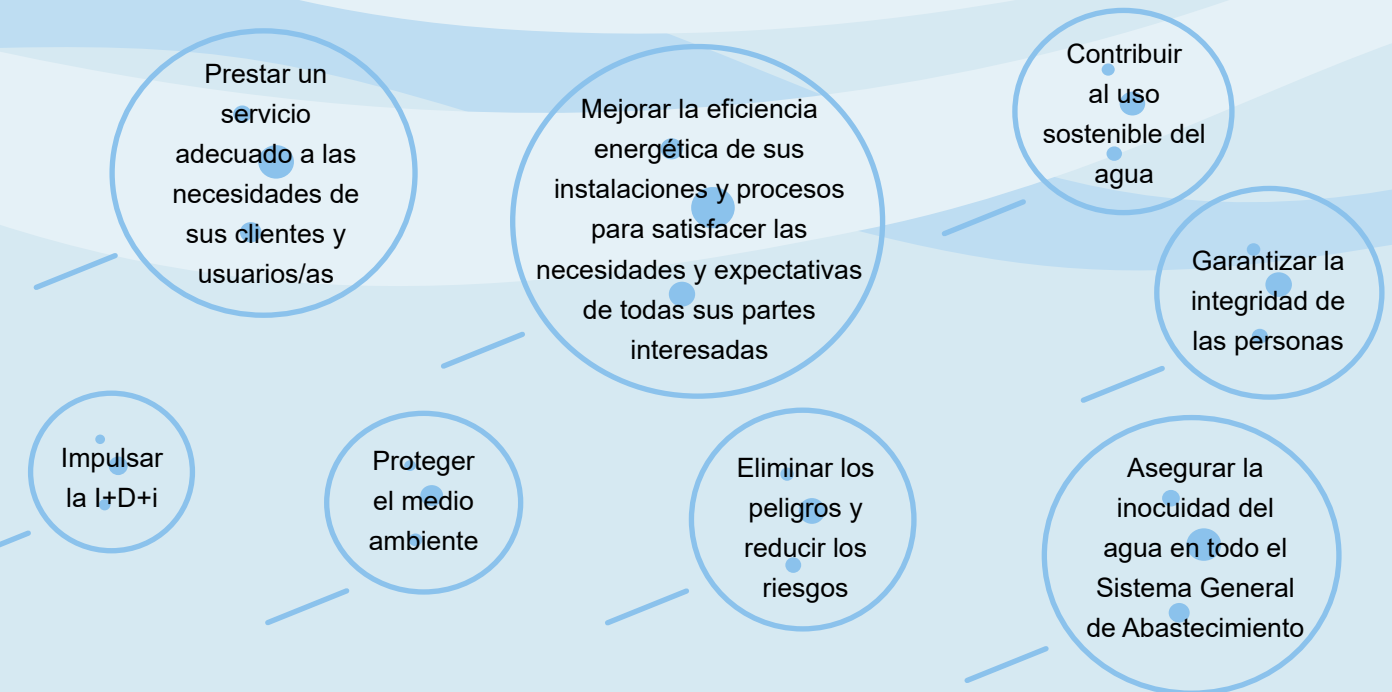 Prestar un
servicio
adecuado a las
necesidades de
sus clientes y
usuarios/as
Mejorar la eficiencia
energética de sus
instalaciones y procesos
para satisfacer las
necesidades y expectativas
de todas sus partes
interesadas
Contribuir
al uso
sostenible del
agua
Garantizar la
integridad de
las personas
Impulsar
la I+D+i
Proteger
el medio
ambiente
Eliminar los
peligros y
reducir los
riesgos
Asegurar la
inocuidad del
agua en todo el
Sistema General
de Abastecimiento